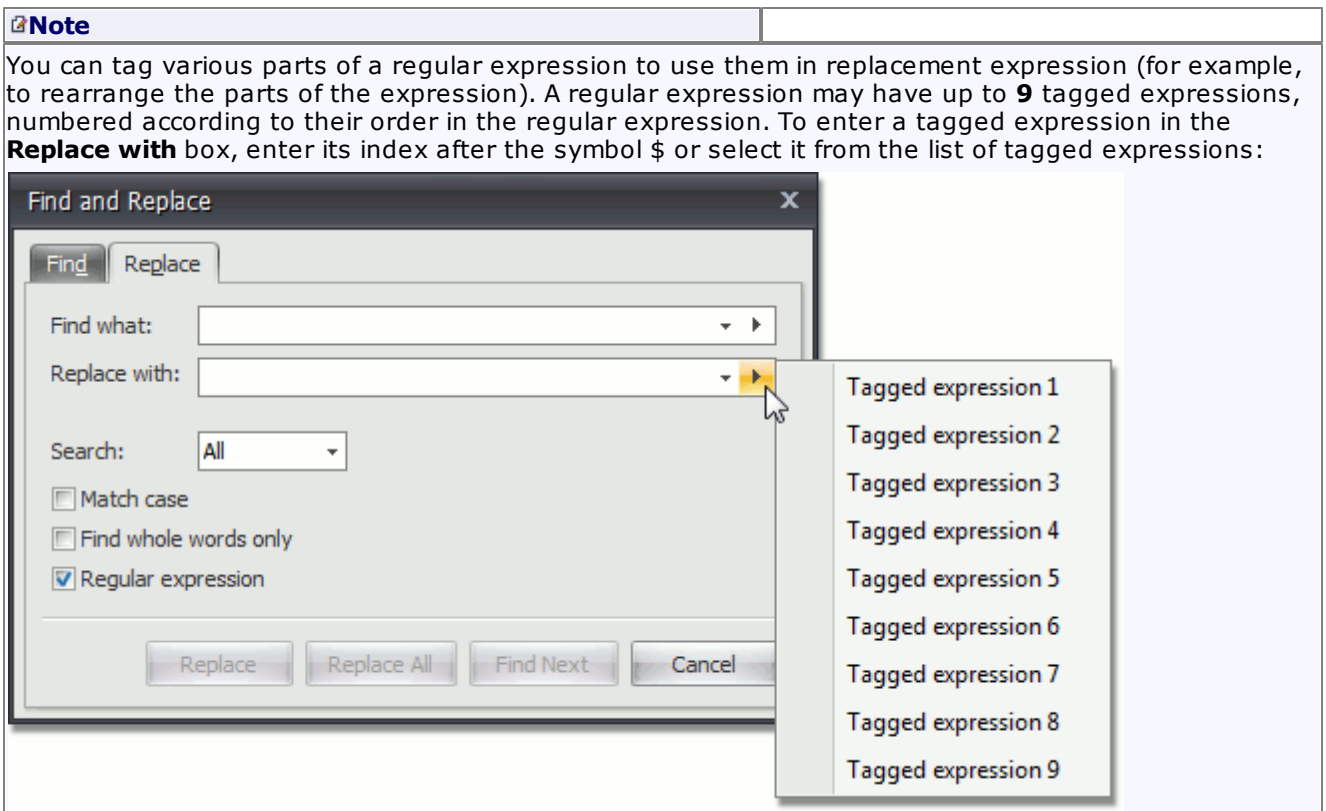 Note
You can tag various parts of a regular expression to use them in replacement expression (for example,
to rearrange the parts of the expression). A regular expression may have up to 9 tagged expressions,
numbered according to their order in the regular expression. To enter a tagged expression in the
Replace with box, enter its index after the symbol $ or select it from the list of tagged expressions:
Find and Replace x
Find Replace
Find what:
Replace with:
Search: All
Match case
Find whole words only
Regular expression
Replace Replace All Find Next Cancel
Tagged expression 1
Tagged expression 2
Tagged expression 3
Tagged expression 4
Tagged expression 5
Tagged expression 6
Tagged expression 7
Tagged expression 8
Tagged expression 9